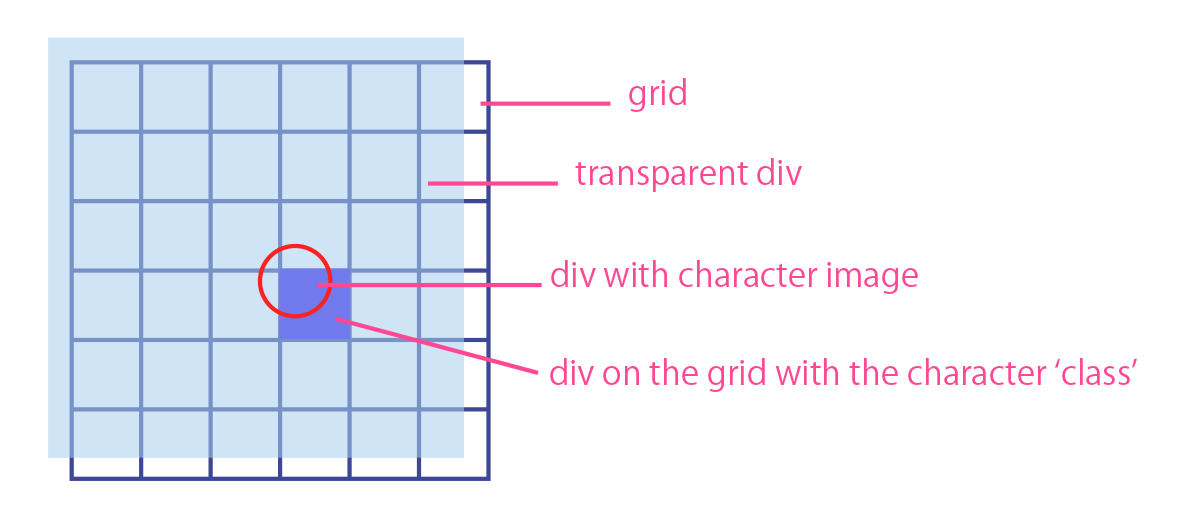 grid
transparent div
div with character image
div on the grid with the character ‘class’